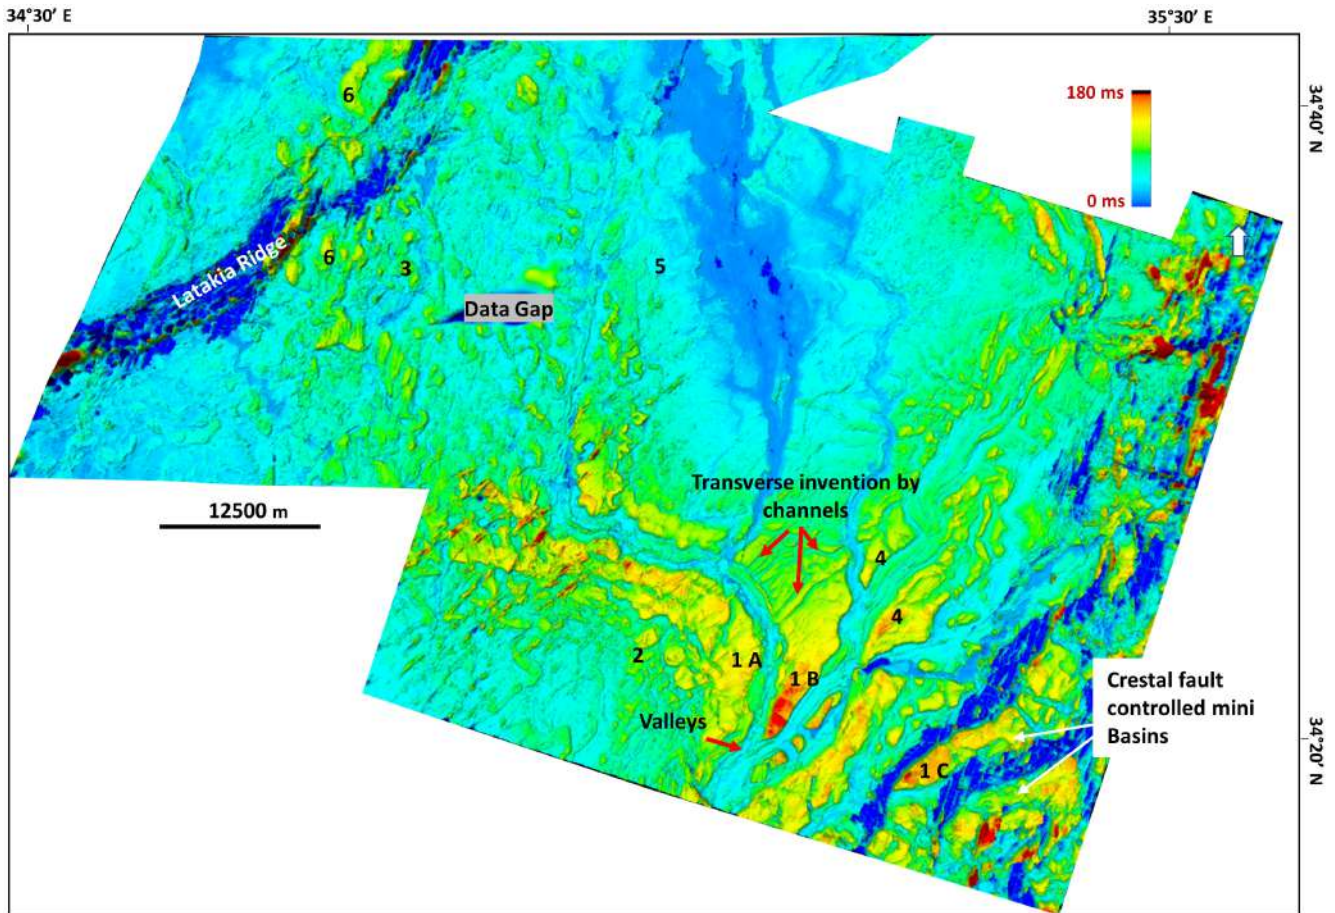 34°30' E
35°30' E
6
180 ms
34°40' N
0 ms
Latakia Ridge
6
3
5
Data Gap
Transverse invention by
channels
12500 m
4
4
2
1 A
1 B
Crestal fault
controlled mini
Basins
Valleys
1 C
34°20' N